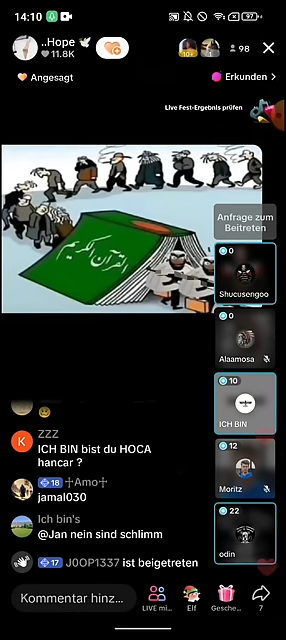 14:10
97
..Hope 🕊
11.8K
10+
98
Angesagt
Erkunden >
Live Fest-Ergebnis prüfen
القرآن الكريم
Anfrage zum
Beitreten
0
Shucusengoo
0
Alaamosa
10
ICH BIN
12
Moritz
22
odin
ZZZ
K
ICH BIN bist du HOCA
hancar ?
18 ♱Amo♱
jamal030
Ich bin's
@Jan nein sind schlimm
17 J0OP1337 ist beigetreten
Kommentar hinz...
LIVE mi...
Elf
Gesche...
7